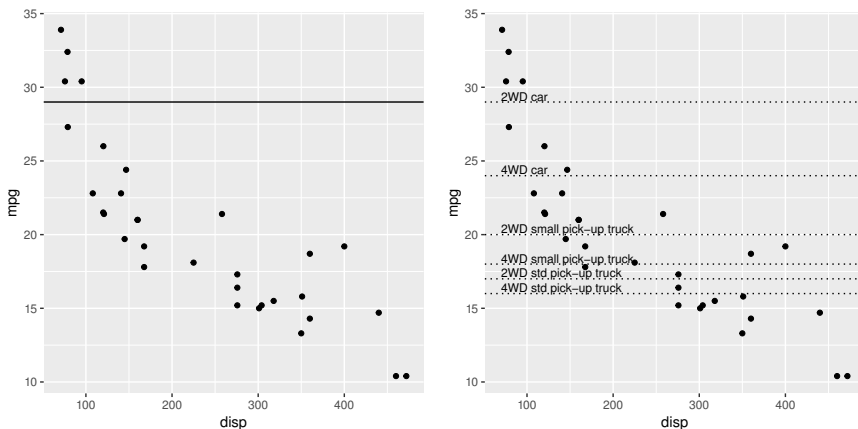 35
30
25
20
15
10
mpg
100
200
300
400
disp
35
30
25
20
15
10
mpg
2WD car
4WD car
2WD small pick−up truck
4WD small pick−up truck
2WD std pick−up truck
4WD std pick−up truck
100
200
300
400
disp